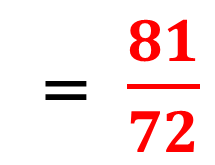 = 81/72